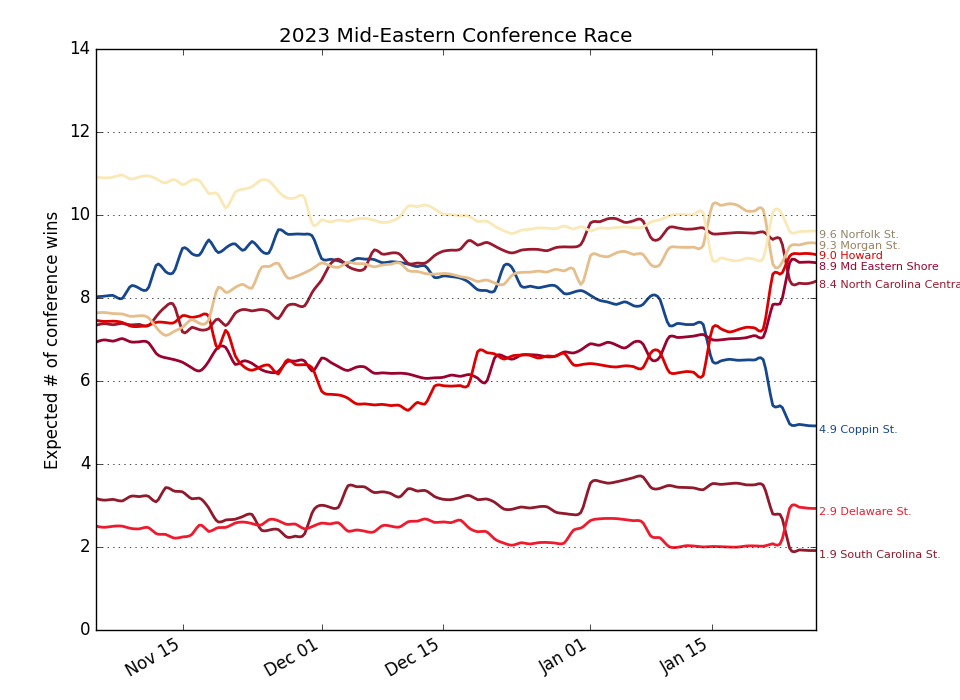 2023 Mid-Eastern Conference Race
Expected # of conference wins
14
12
10
8
6
4
2
0
Nov 15
Dec 01
Dec 15
Jan 01
Jan 15
9.6 Norfolk St.
9.3 Morgan St.
9.0 Howard
8.9 Md Eastern Shore
8.4 North Carolina Centra
4.9 Coppin St.
2.9 Delaware St.
1.9 South Carolina St.